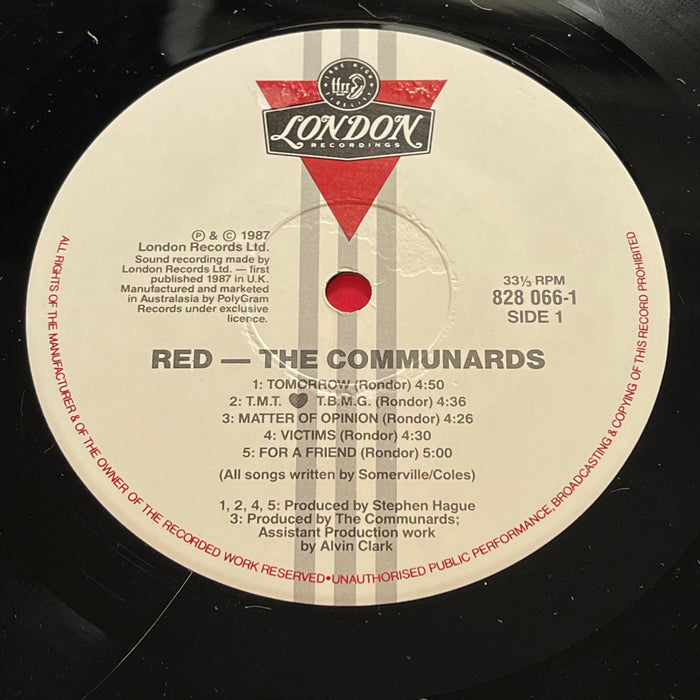 TRUE HIGH FIDELITY
ffrr
LONDON
RECORDINGS
Ⓟ & © 1987
London Records Ltd.
Sound recording made by
London Records Ltd. — first
published 1987 in U.K.
Manufactured and marketed
in Australasia by PolyGram
Records under exclusive
licence.
33⅓ RPM
828 066-1
SIDE 1
RED — THE COMMUNARDS
1: TOMORROW (Rondor) 4:50
2: T.M.T. ♥ T.B.M.G. (Rondor) 4:36
3: MATTER OF OPINION (Rondor) 4:26
4: VICTIMS (Rondor) 4:30
5: FOR A FRIEND (Rondor) 5:00
(All songs written by Somerville/Coles)
1, 2, 4, 5: Produced by Stephen Hague
3: Produced by The Communards;
Assistant Production work
by Alvin Clark
ALL RIGHTS OF THE MANUFACTURER & OF THE OWNER OF THE RECORDED WORK RESERVED•UNAUTHORISED PUBLIC PERFORMANCE, BROADCASTING & COPYING OF THIS RECORD PROHIBITED